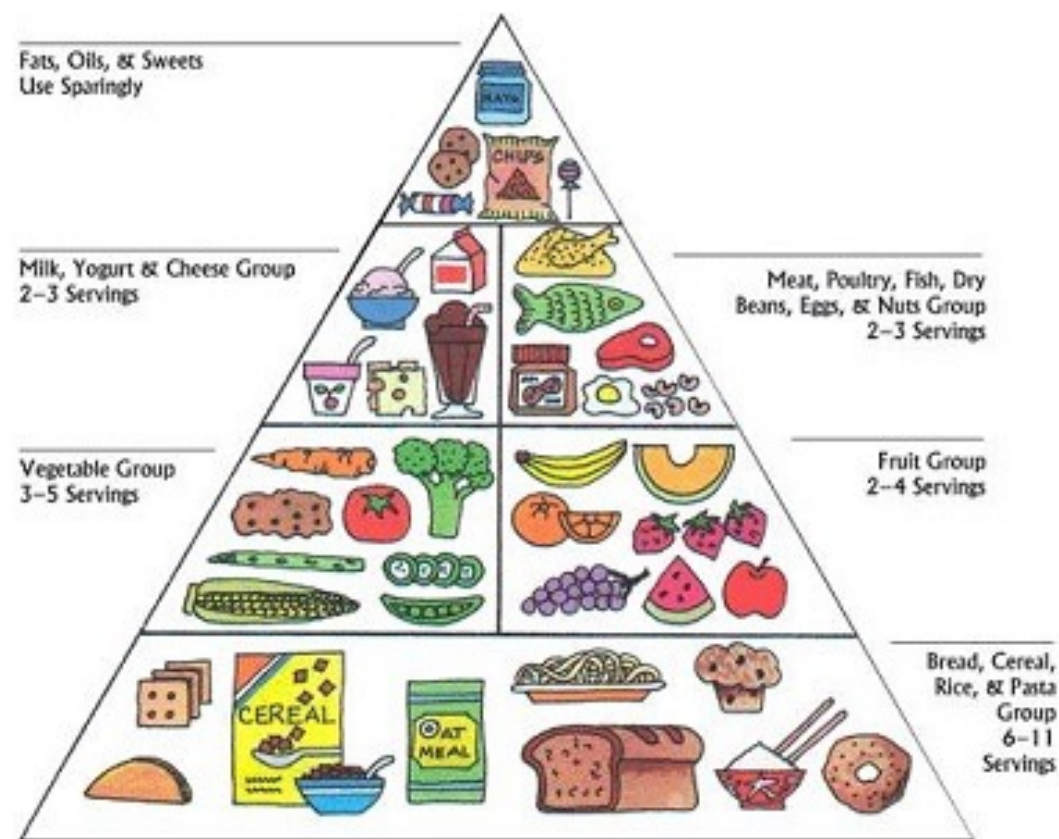 Fats, Oils, & Sweets
Use Sparingly
MAYO
CHIPS
Milk, Yogurt & Cheese Group
2–3 Servings
Meat, Poultry, Fish, Dry
Beans, Eggs, & Nuts Group
2–3 Servings
Vegetable Group
3–5 Servings
Fruit Group
2–4 Servings
Bread, Cereal,
Rice, & Pasta
Group
6–11
Servings
CEREAL
OAT
MEAL